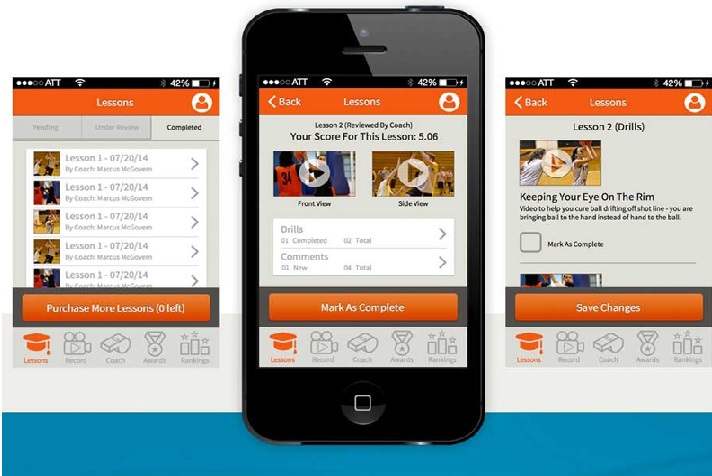 ●●●○○ ATT 42%
Lessons
Pending Under Review Completed
Lesson 1 - 07/20/14
By Coach: Marcus McGovern
Lesson 1 - 07/20/14
By Coach: Marcus McGovern
Lesson 1 - 07/20/14
By Coach: Marcus McGovern
Lesson 1 - 07/20/14
By Coach: Marcus McGovern
Lesson 1 - 07/20/14
By Coach: Marcus McGovern
Purchase More Lessons (0 left)
Lessons Record Coach Awards Rankings
●●●○○ ATT 42%
Back Lessons
Lesson 2 (Reviewed By Coach)
Your Score For This Lesson: 5.06
34
Front View Side View
Drills
01 Completed 02 Total
Comments
03 New 04 Total
Mark As Complete
Lessons Record Coach Awards Rankings
●●●○○ ATT 42%
Back Lessons
Lesson 2 (Drills)
Keeping Your Eye On The Rim
Video to help you cure ball drifting off shot line - you are
bringing ball to the hand instead of hand to the ball.
Mark As Complete
Save Changes
Lessons Record Coach Awards Rankings